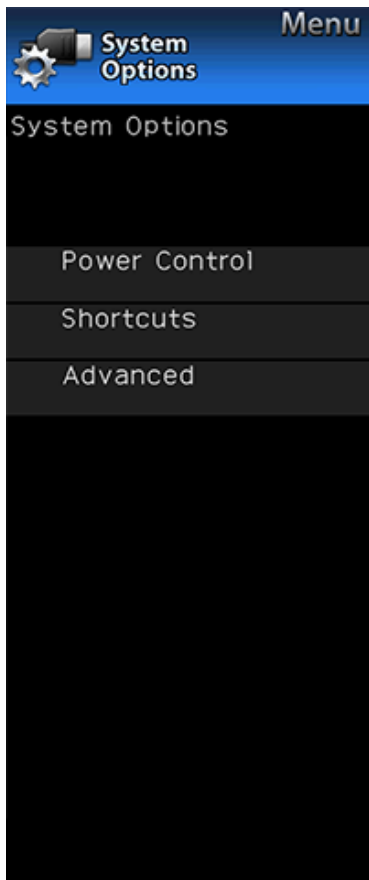 Menu
System
Options
System Options
Power Control
Shortcuts
Advanced